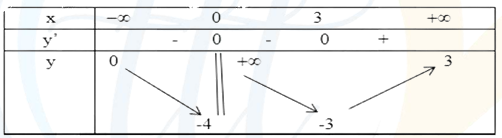 x −∞ 0 3 +∞
y' - 0 - 0 +
y 0 +∞ 3
-4 -3